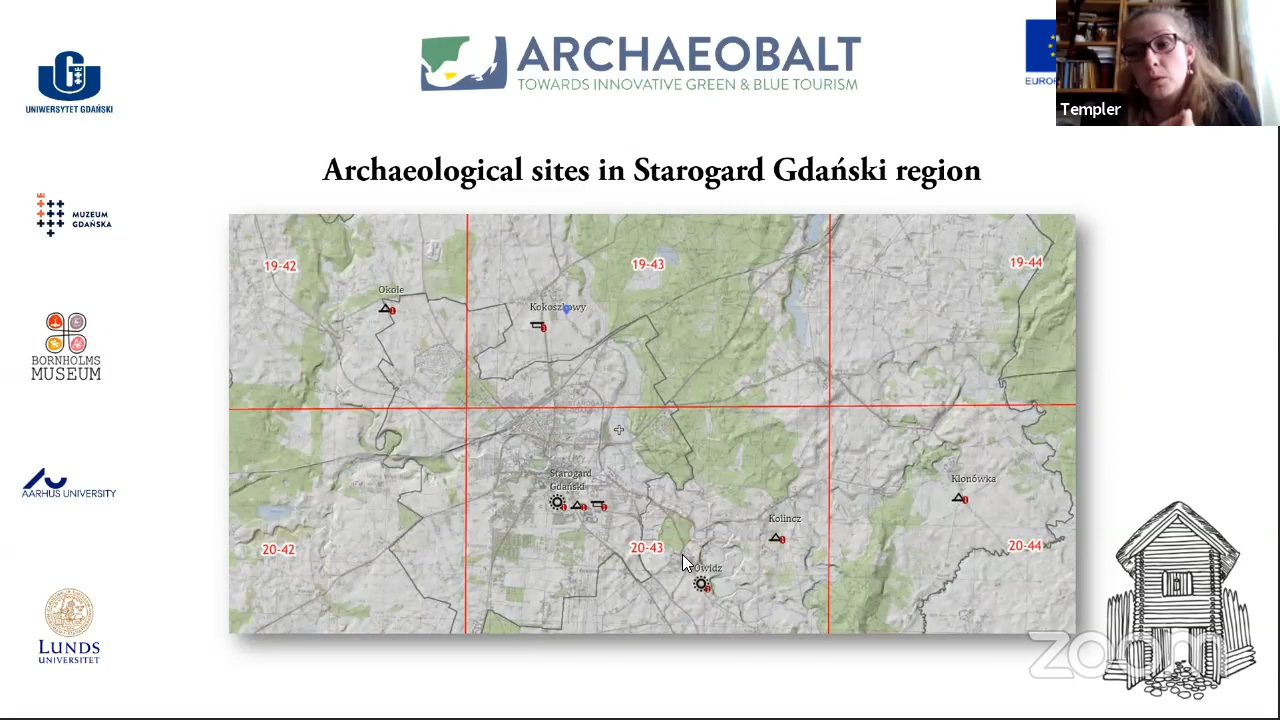 UNIWERSYTET GDAŃSKI
ARCHAEOBALT
TOWARDS INNOVATIVE GREEN & BLUE TOURISM
EURO
Templer
Archaeological sites in Starogard Gdański region
MUZEUM
GDAŃSKA
BORNHOLMS
MUSEUM
AARHUS UNIVERSITY
LUNDS
UNIVERSITET
19-42
19-43
19-44
Okole
Kokoszkowy
Starogard
Gdański
Klonówka
Kolincz
20-42
20-43
20-44
Owidz
zoom